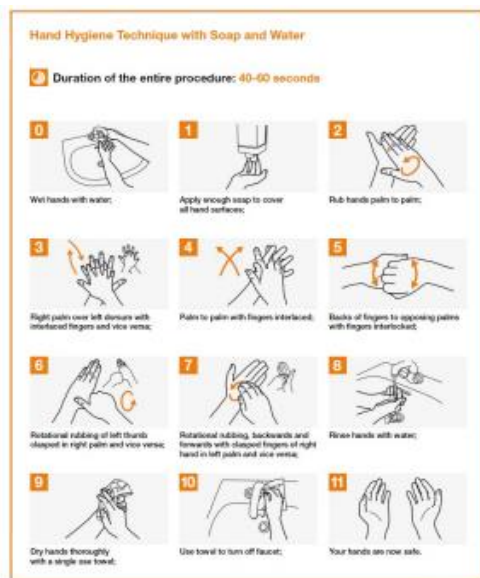 Hand Hygiene Technique with Soap and Water
Duration of the entire procedure: 40-60 seconds
0
Wet hands with water;
1
Apply enough soap to cover
all hand surfaces;
2
Rub hands palm to palm;
3
Right palm over left dorsum with
interlaced fingers and vice versa;
4
Palm to palm with fingers interlaced;
5
Backs of fingers to opposing palms
with fingers interlocked;
6
Rotational rubbing of left thumb
clasped in right palm and vice versa;
7
Rotational rubbing, backwards and
forwards with clasped fingers of right
hand in left palm and vice versa;
8
Rinse hands with water;
9
Dry hands thoroughly
with a single use towel;
10
Use towel to turn off faucet;
11
Your hands are now safe.